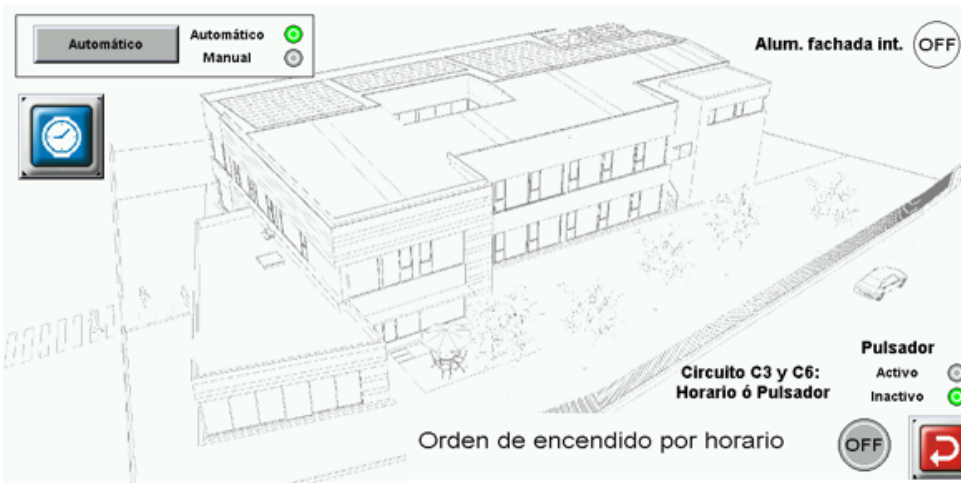 Automático
Automático
Manual
Alum. fachada int.
OFF
Pulsador
Activo
Inactivo
Circuito C3 y C6:
Horario ó Pulsador
Orden de encendido por horario
OFF